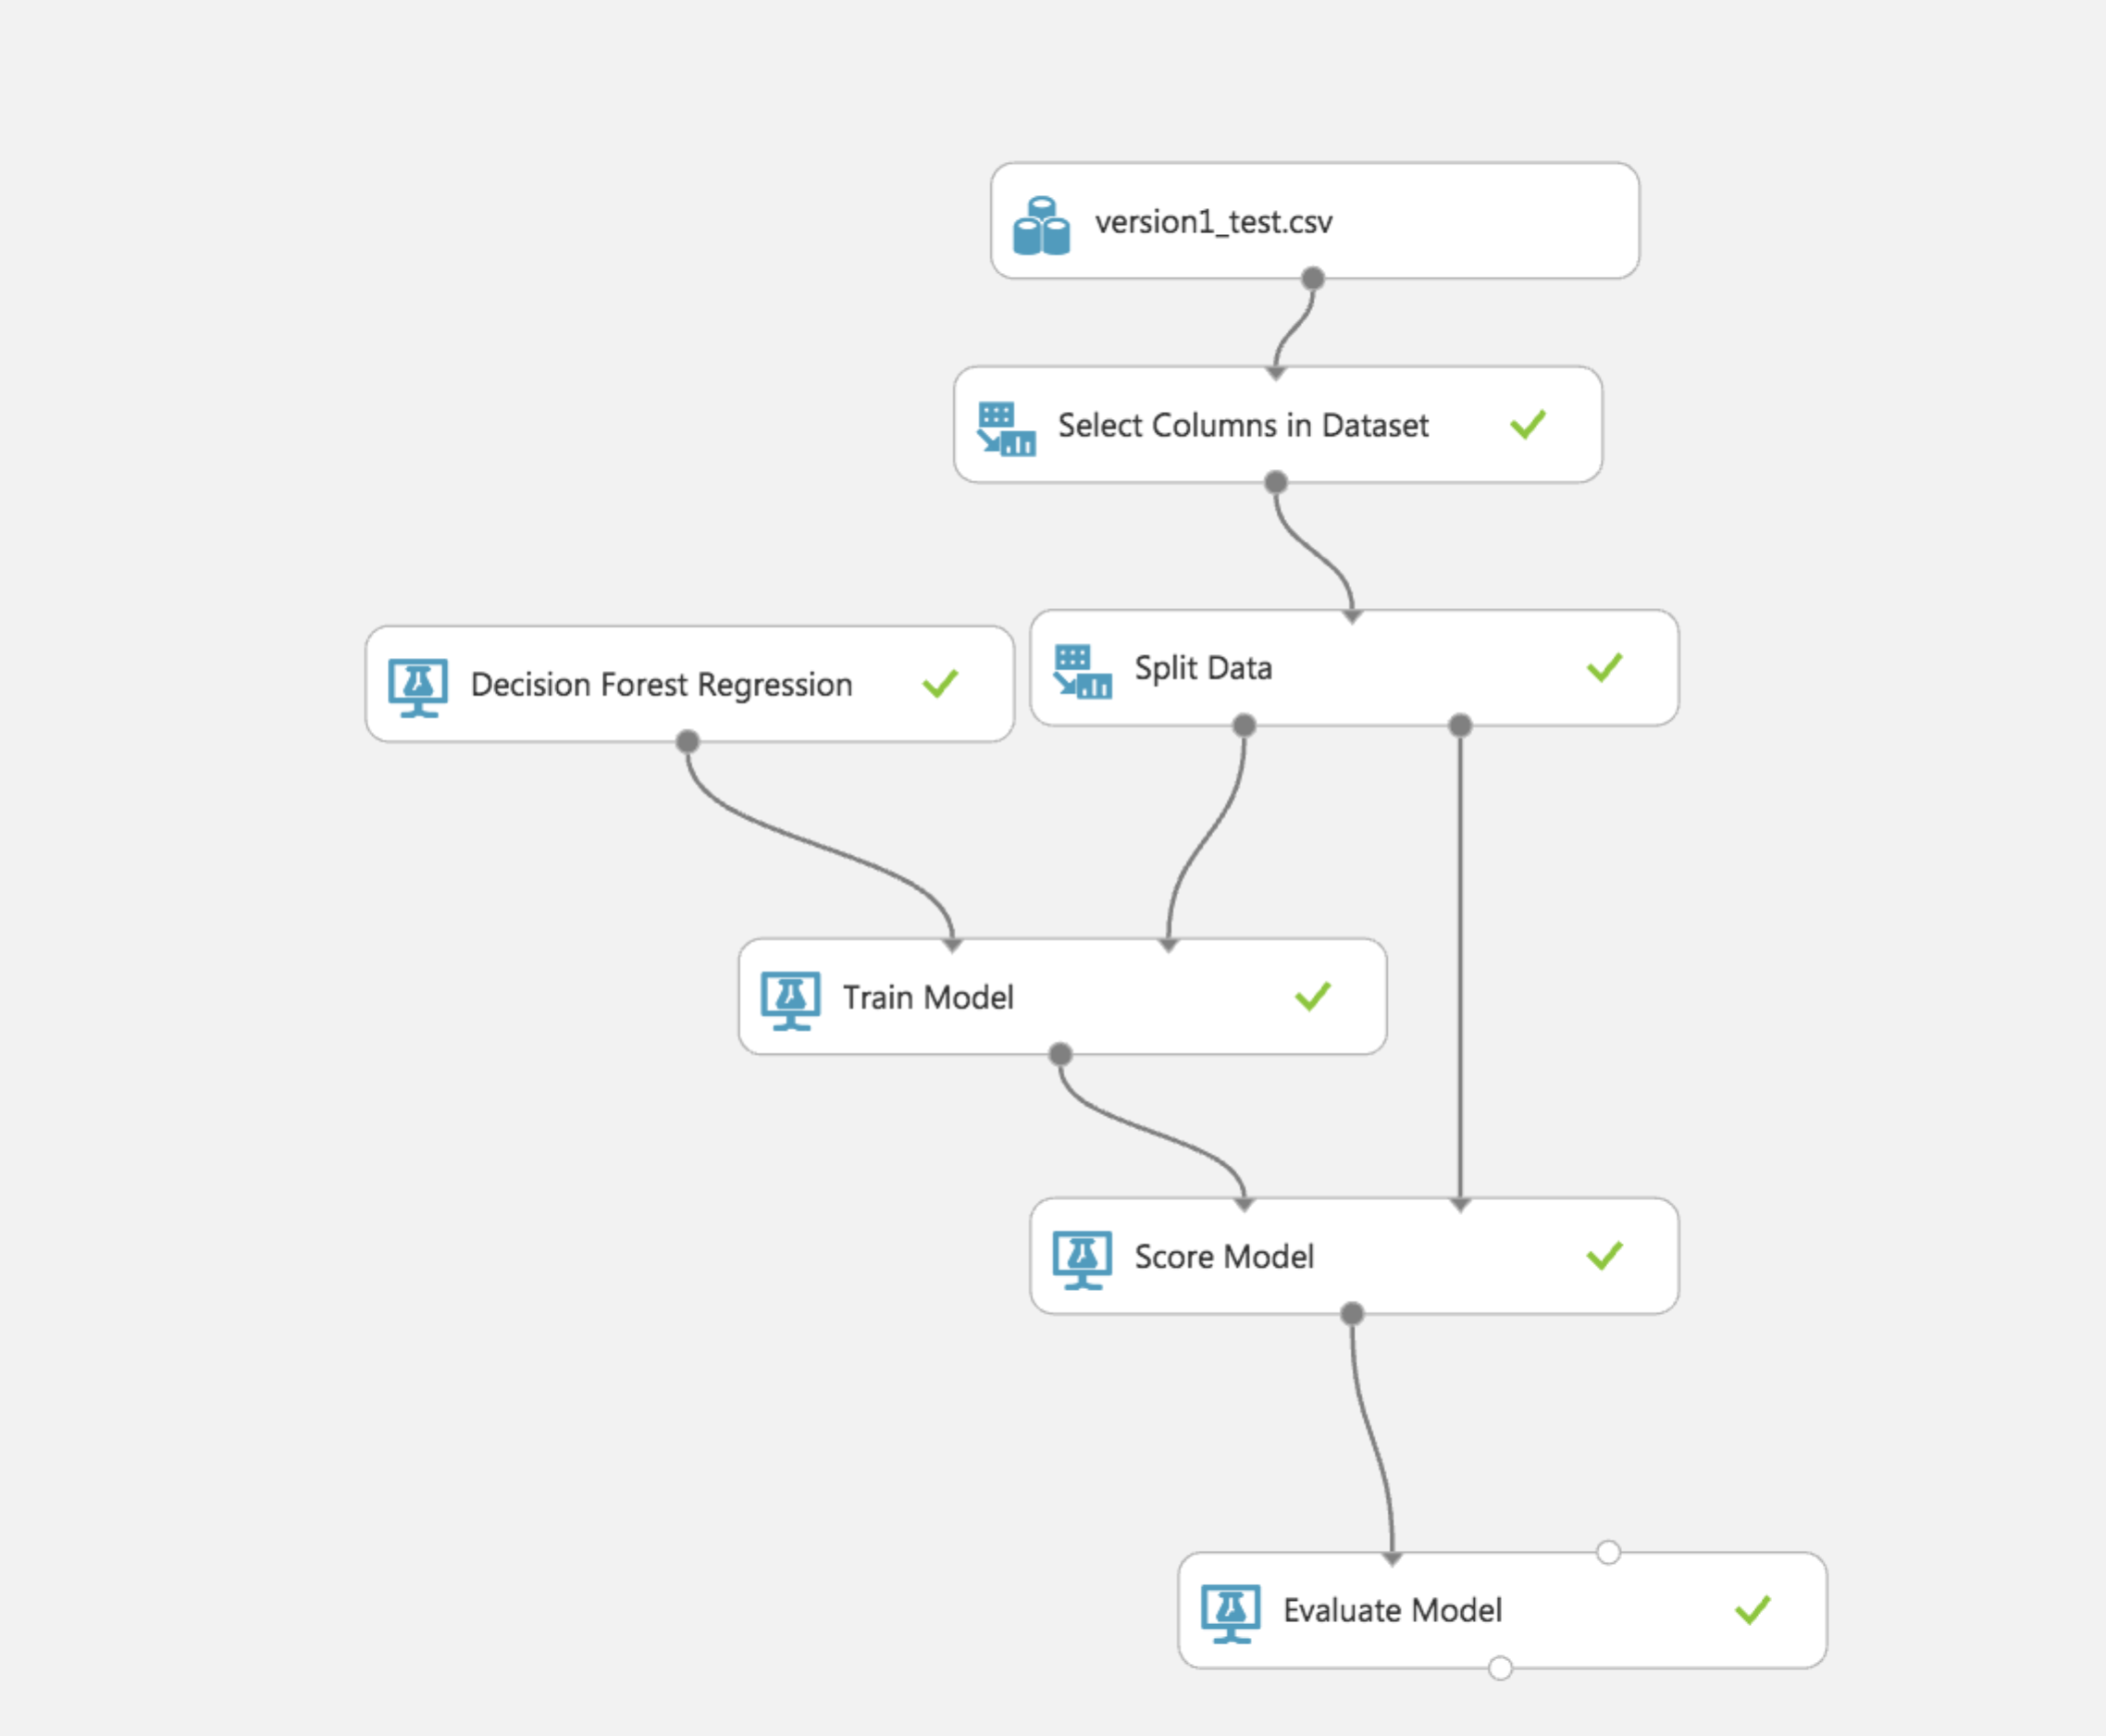 version1_test.csv
Select Columns in Dataset
Decision Forest Regression
Split Data
Train Model
Score Model
Evaluate Model